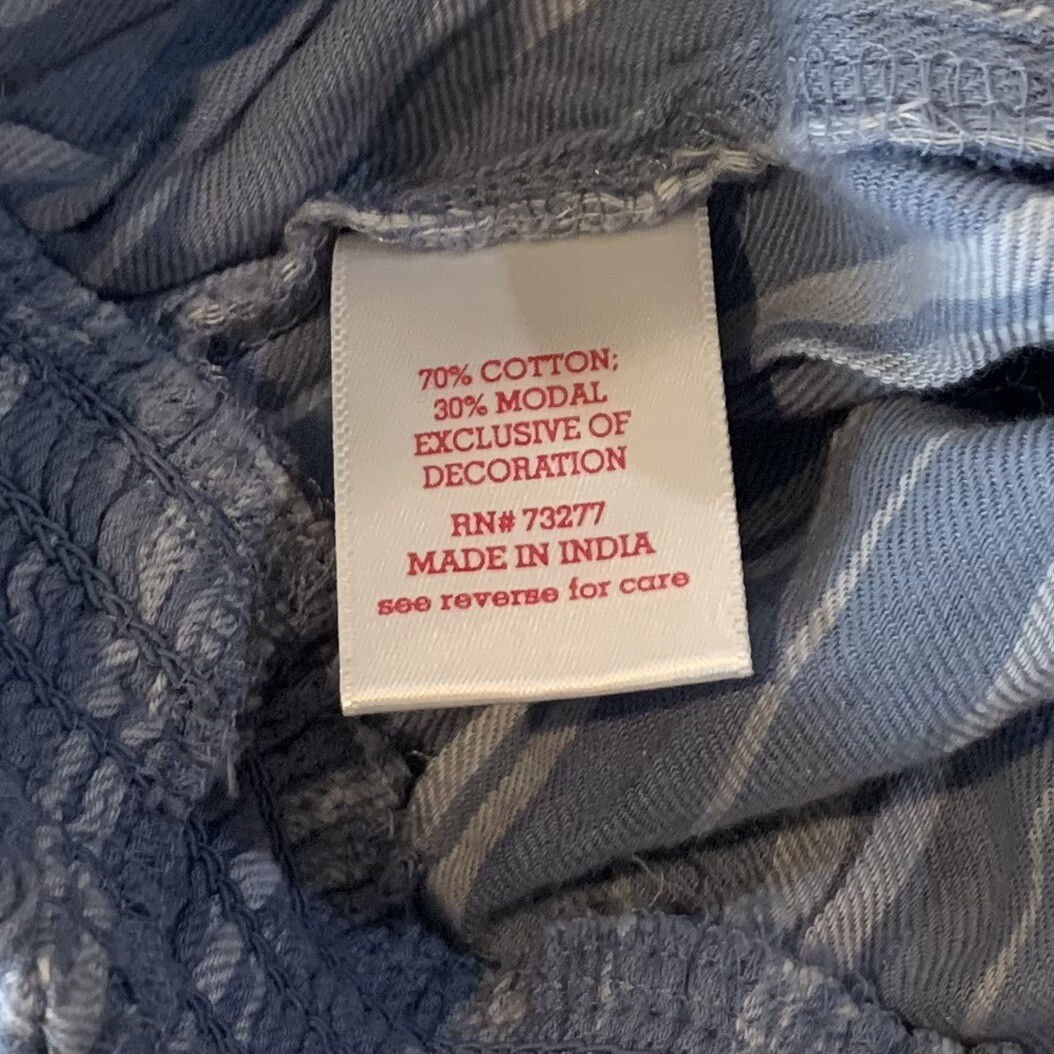 70% COTTON;
30% MODAL
EXCLUSIVE OF
DECORATION
RN# 73277
MADE IN INDIA
see reverse for care